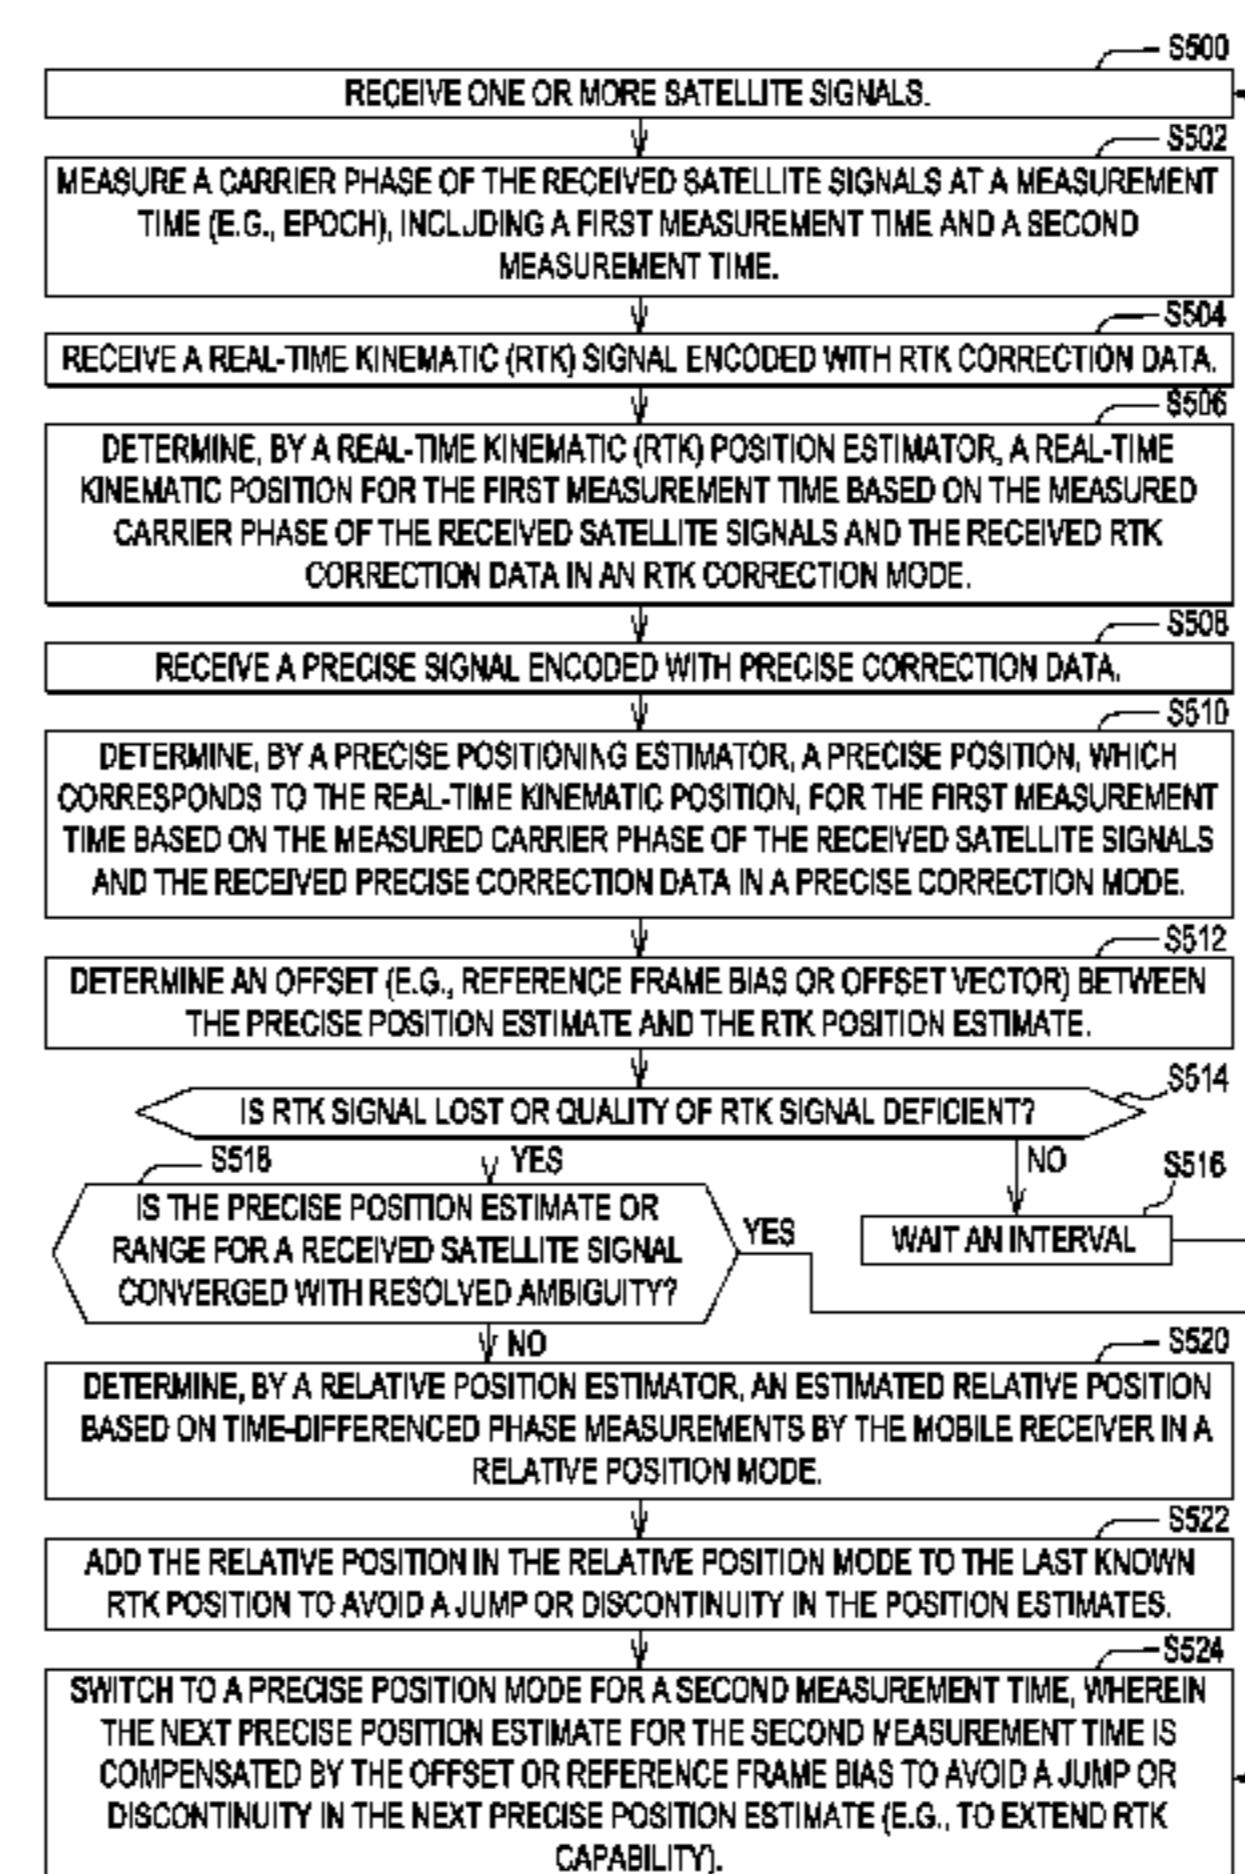 S500
RECEIVE ONE OR MORE SATELLITE SIGNALS.
S502
MEASURE A CARRIER PHASE OF THE RECEIVED SATELLITE SIGNALS AT A MEASUREMENT
TIME (E.G., EPOCH), INCLUDING A FIRST MEASUREMENT TIME AND A SECOND
MEASUREMENT TIME.
S504
RECEIVE A REAL-TIME KINEMATIC (RTK) SIGNAL ENCODED WITH RTK CORRECTION DATA.
S506
DETERMINE, BY A REAL-TIME KINEMATIC (RTK) POSITION ESTIMATOR, A REAL-TIME
KINEMATIC POSITION FOR THE FIRST MEASUREMENT TIME BASED ON THE MEASURED
CARRIER PHASE OF THE RECEIVED SATELLITE SIGNALS AND THE RECEIVED RTK
CORRECTION DATA IN AN RTK CORRECTION MODE.
S508
RECEIVE A PRECISE SIGNAL ENCODED WITH PRECISE CORRECTION DATA.
S510
DETERMINE, BY A PRECISE POSITIONING ESTIMATOR, A PRECISE POSITION, WHICH
CORRESPONDS TO THE REAL-TIME KINEMATIC POSITION, FOR THE FIRST MEASUREMENT
TIME BASED ON THE MEASURED CARRIER PHASE OF THE RECEIVED SATELLITE SIGNALS
AND THE RECEIVED PRECISE CORRECTION DATA IN A PRECISE CORRECTION MODE.
S512
DETERMINE AN OFFSET (E.G., REFERENCE FRAME BIAS OR OFFSET VECTOR) BETWEEN
THE PRECISE POSITION ESTIMATE AND THE RTK POSITION ESTIMATE.
S514
IS RTK SIGNAL LOST OR QUALITY OF RTK SIGNAL DEFICIENT?
S518
YES
NO
S516
IS THE PRECISE POSITION ESTIMATE OR
RANGE FOR A RECEIVED SATELLITE SIGNAL
CONVERGED WITH RESOLVED AMBIGUITY?
YES
WAIT AN INTERVAL
NO
S520
DETERMINE, BY A RELATIVE POSITION ESTIMATOR, AN ESTIMATED RELATIVE POSITION
BASED ON TIME-DIFFERENCED PHASE MEASUREMENTS BY THE MOBILE RECEIVER IN A
RELATIVE POSITION MODE.
S522
ADD THE RELATIVE POSITION IN THE RELATIVE POSITION MODE TO THE LAST KNOWN
RTK POSITION TO AVOID A JUMP OR DISCONTINUITY IN THE POSITION ESTIMATES.
S524
SWITCH TO A PRECISE POSITION MODE FOR A SECOND MEASUREMENT TIME, WHEREIN
THE NEXT PRECISE POSITION ESTIMATE FOR THE SECOND MEASUREMENT TIME IS
COMPENSATED BY THE OFFSET OR REFERENCE FRAME BIAS TO AVOID A JUMP OR
DISCONTINUITY IN THE NEXT PRECISE POSITION ESTIMATE (E.G., TO EXTEND RTK
CAPABILITY).